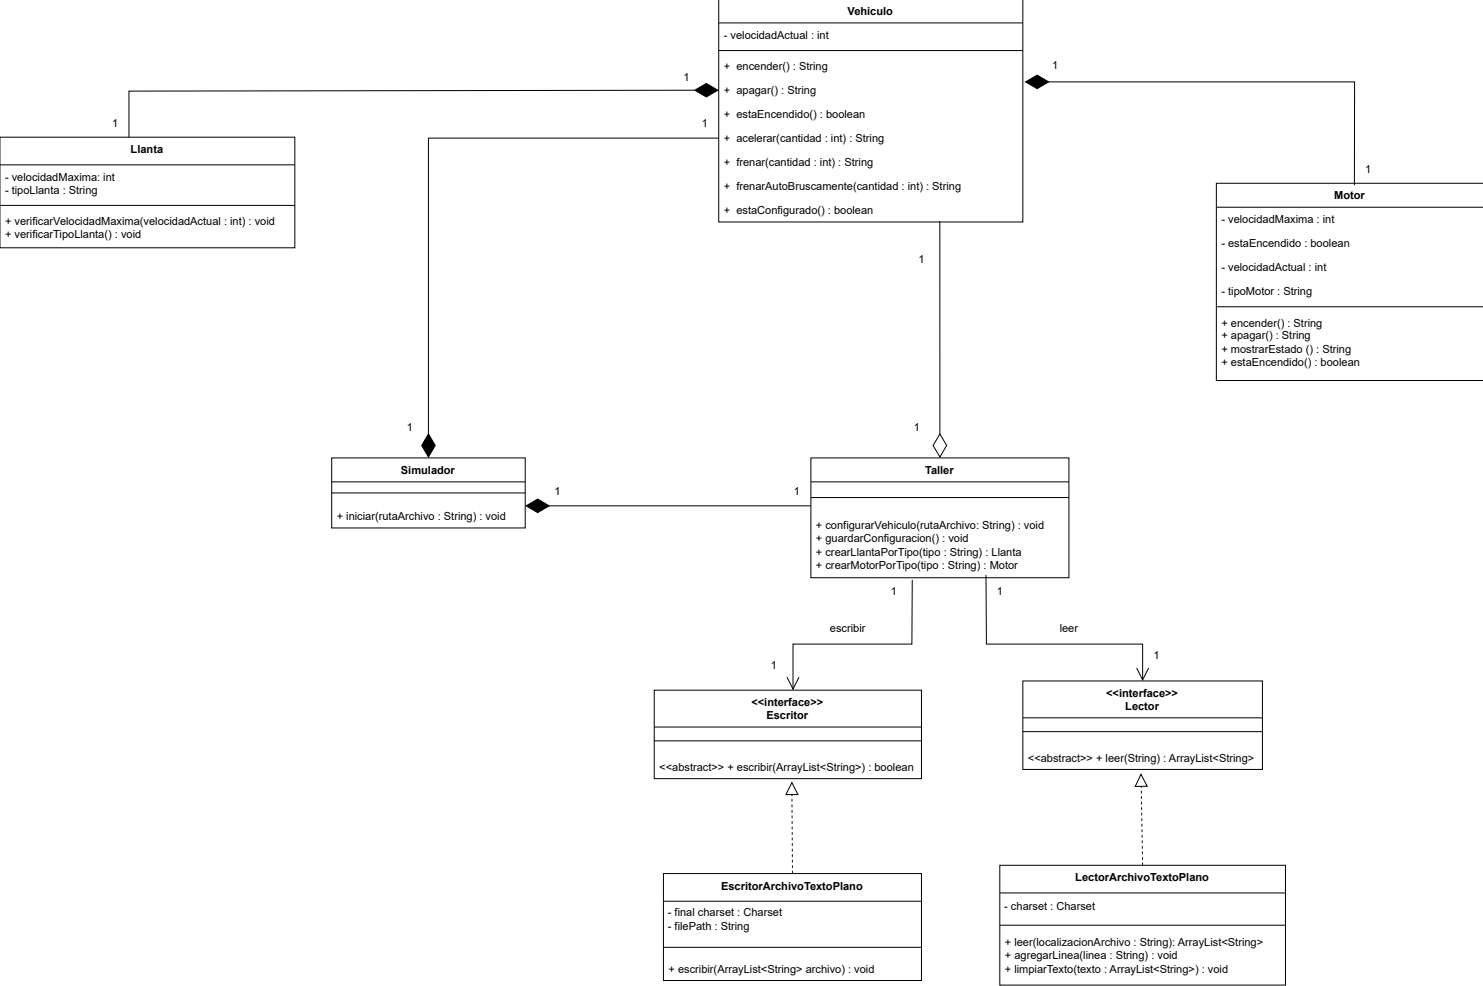 Vehiculo
- velocidadActual : int
+ encender() : String
+ apagar() : String
+ estaEncendido() : boolean
+ acelerar(cantidad : int) : String
+ frenar(cantidad : int) : String
+ frenarAutoBruscamente(cantidad : int) : String
+ estaConfigurado() : boolean
1
1
1
1
Llanta
- velocidadMaxima: int
- tipoLlanta : String
+ verificarVelocidadMaxima(velocidadActual : int) : void
+ verificarTipoLlanta() : void
1
Motor
- velocidadMaxima : int
- estaEncendido : boolean
- velocidadActual : int
- tipoMotor : String
+ encender() : String
+ apagar() : String
+ mostrarEstado () : String
+ estaEncendido() : boolean
1
1
1
Simulador
+ iniciar(rutaArchivo : String) : void
1
1
Taller
+ configurarVehiculo(rutaArchivo: String) : void
+ guardarConfiguracion() : void
+ crearLlantaPorTipo(tipo : String) : Llanta
+ crearMotorPorTipo(tipo : String) : Motor
1
1
escribir
leer
1
1
<<interface>>
Escritor
<<abstract>> + escribir(ArrayList<String>) : boolean
<<interface>>
Lector
<<abstract>> + leer(String) : ArrayList<String>
EscritorArchivoTextoPlano
- final charset : Charset
- filePath : String
+ escribir(ArrayList<String> archivo) : void
LectorArchivoTextoPlano
- charset : Charset
+ leer(localizacionArchivo : String): ArrayList<String>
+ agregarLinea(linea : String) : void
+ limpiarTexto(texto : ArrayList<String>) : void